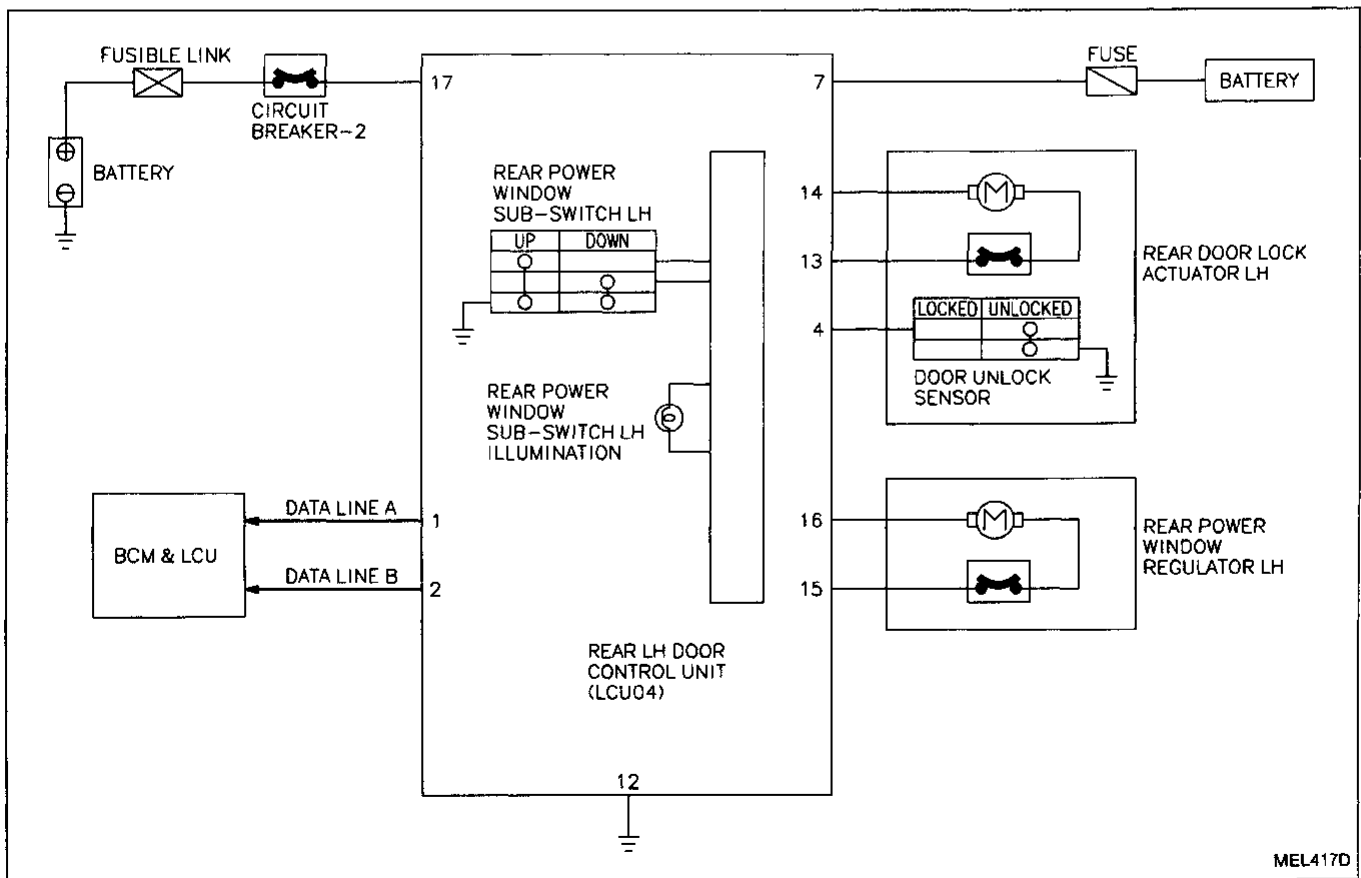 FUSIBLE LINK
CIRCUIT
BREAKER-2
BATTERY
17
7
FUSE
BATTERY
REAR POWER
WINDOW
SUB-SWITCH LH
UP DOWN
14
M
13
REAR DOOR LOCK
ACTUATOR LH
4
LOCKED UNLOCKED
DOOR UNLOCK
SENSOR
REAR POWER
WINDOW
SUB-SWITCH LH
ILLUMINATION
BCM & LCU
DATA LINE A
1
DATA LINE B
2
16
M
15
REAR POWER
WINDOW
REGULATOR LH
REAR LH DOOR
CONTROL UNIT
(LCU04)
12
MEL417D